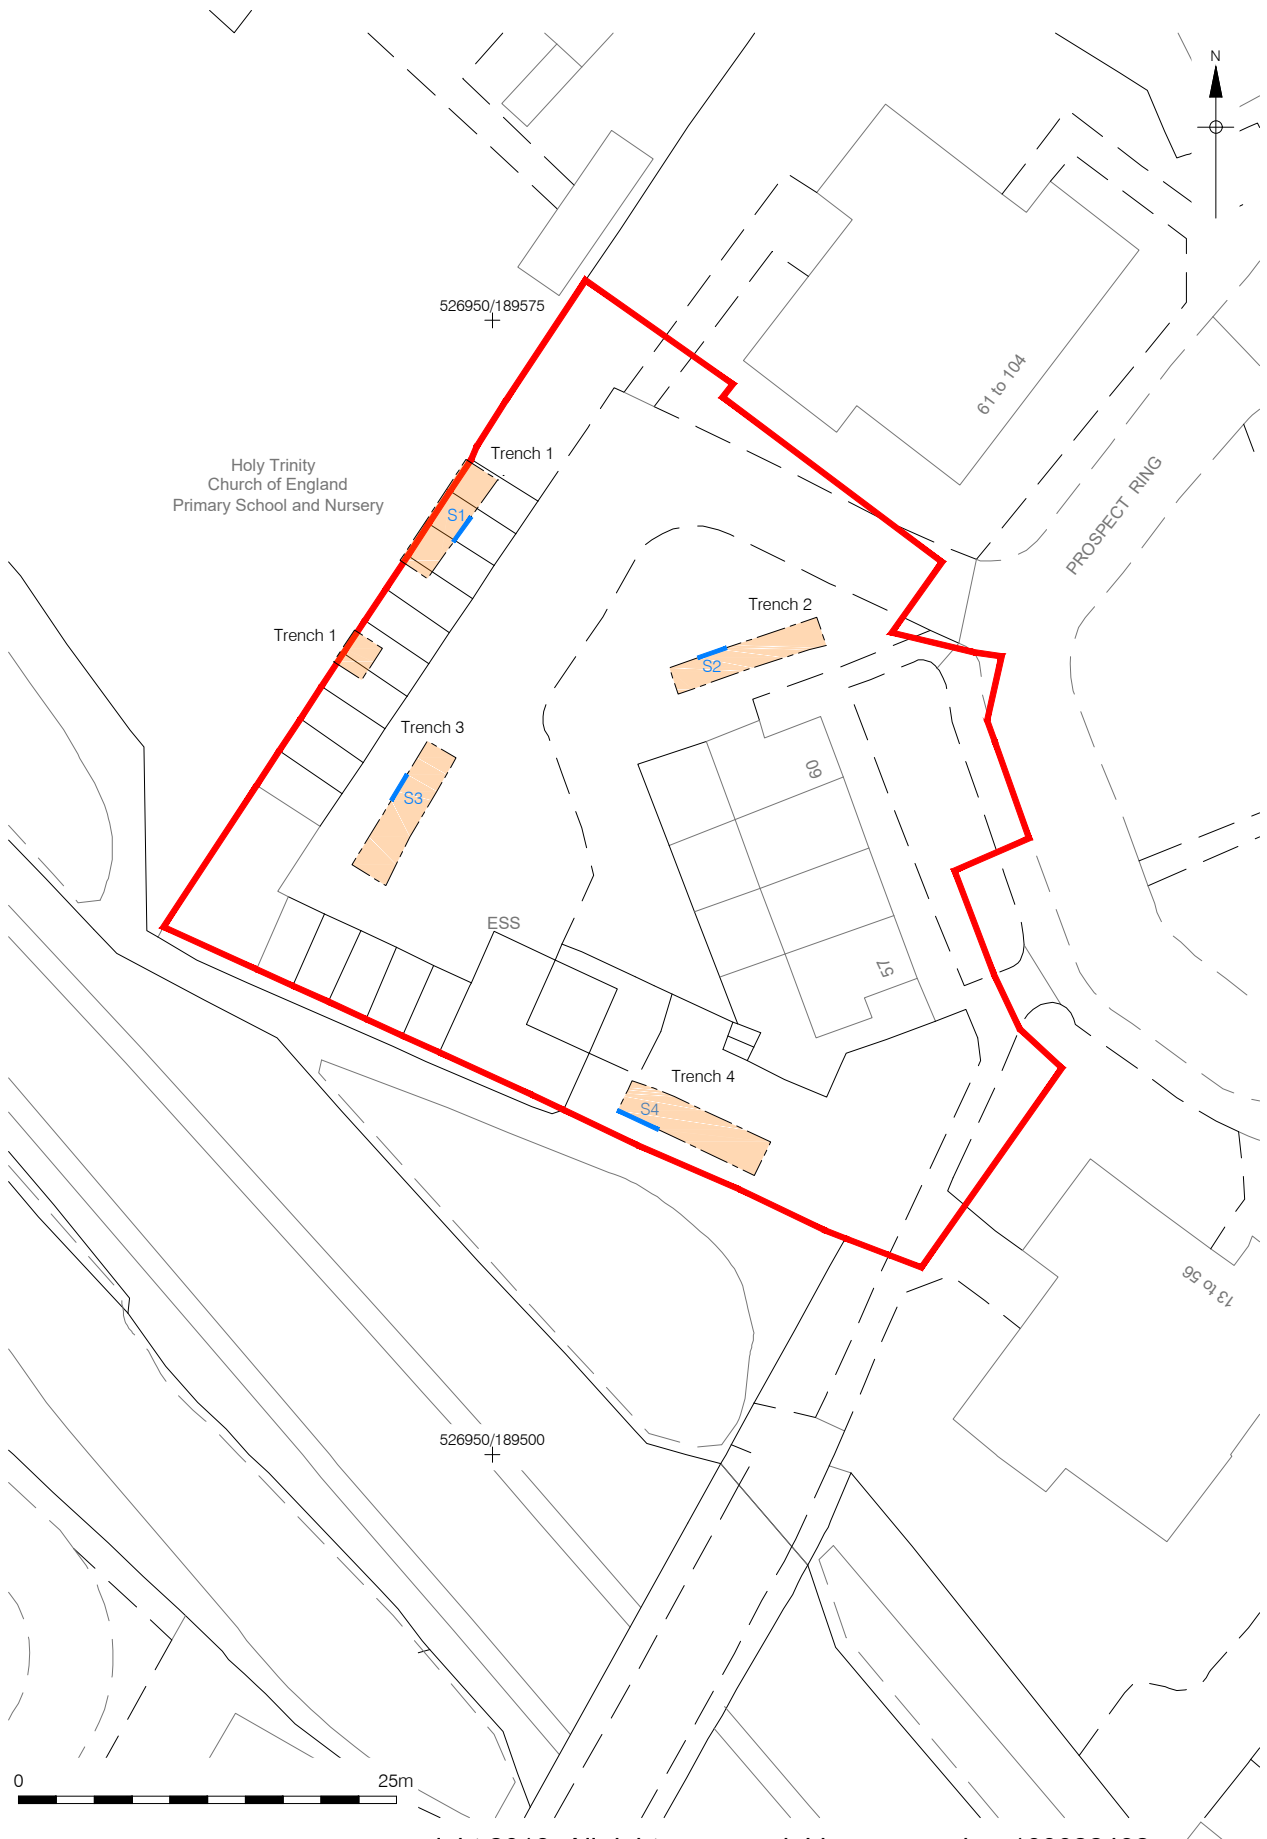 N
526950/189575
61 to 104
Holy Trinity
Church of England
Primary School and Nursery
Trench 1
S1
PROSPECT RING
Trench 1
Trench 2
S2
Trench 3
S3
60
57
ESS
Trench 4
S4
13 to 56
526950/189500
0 25m